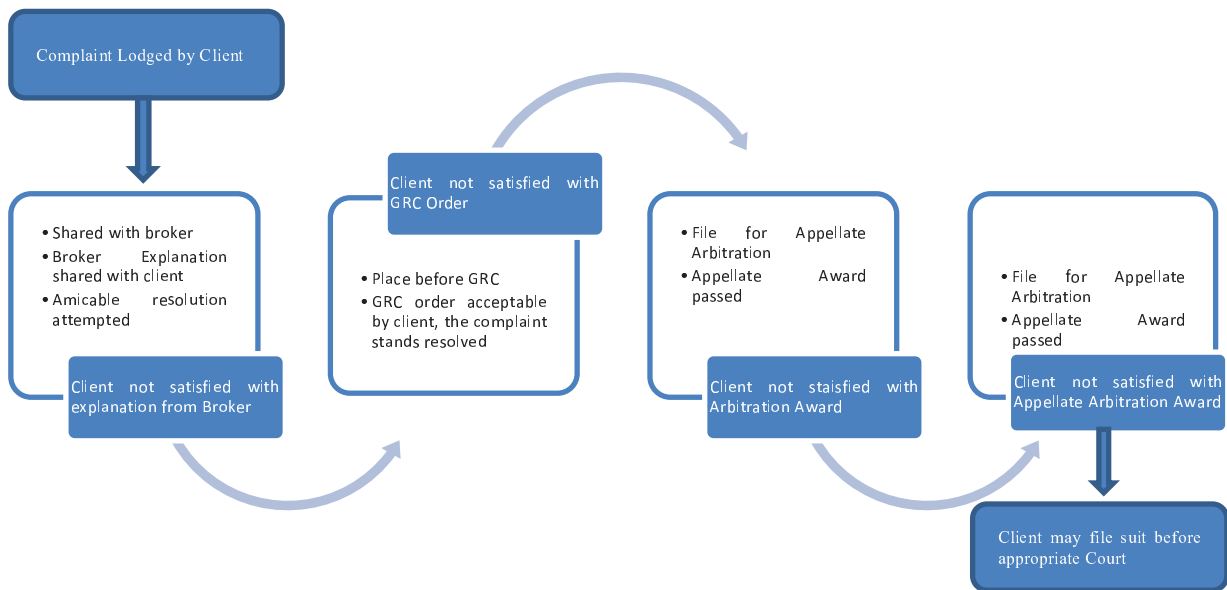 Complaint Lodged by Client
• Shared with broker
• Broker Explanation
shared with client
• Amicable resolution
attempted
Client not satisfied with
explanation from Broker
Client not satisfied with
GRC Order
• Place before GRC
• GRC order acceptable
by client, the complaint
stands resolved
• File for Appellate
Arbitration
• Appellate Award
passed
Client not staisfied with
Arbitration Award
• File for Appellate
Arbitration
• Appellate Award
passed
Client not satisfied with
Appellate Arbitration Award
Client may file suit before
appropriate Court